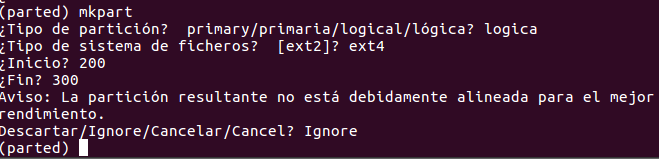 (parted) mkpart
¿Tipo de partición?  primary/primaria/logical/lógica? logica
¿Tipo de sistema de ficheros?  [ext2]? ext4
¿Inicio? 200
¿Fin? 300
Aviso: La partición resultante no está debidamente alineada para el mejor
rendimiento.
Descartar/Ignore/Cancelar/Cancel? Ignore
(parted)